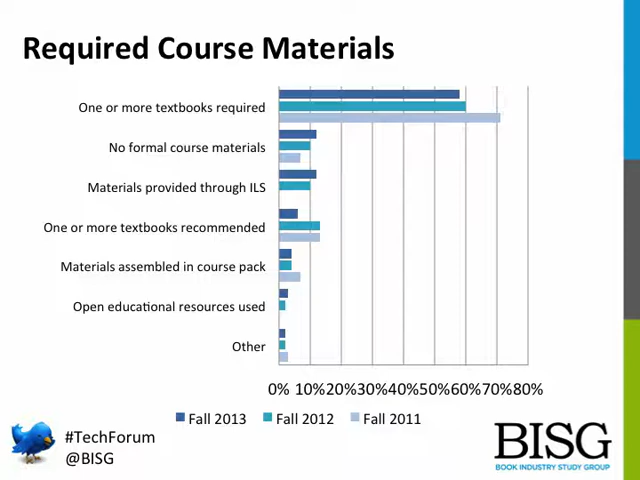 Required Course Materials
One or more textbooks required
No formal course materials
Materials provided through ILS
One or more textbooks recommended
Materials assembled in course pack
Open educational resources used
Other
0% 10%20%30%40%50%60%70%80%
Fall 2013 Fall 2012 Fall 2011
#TechForum
@BISG
BISG
BOOK INDUSTRY STUDY GROUP